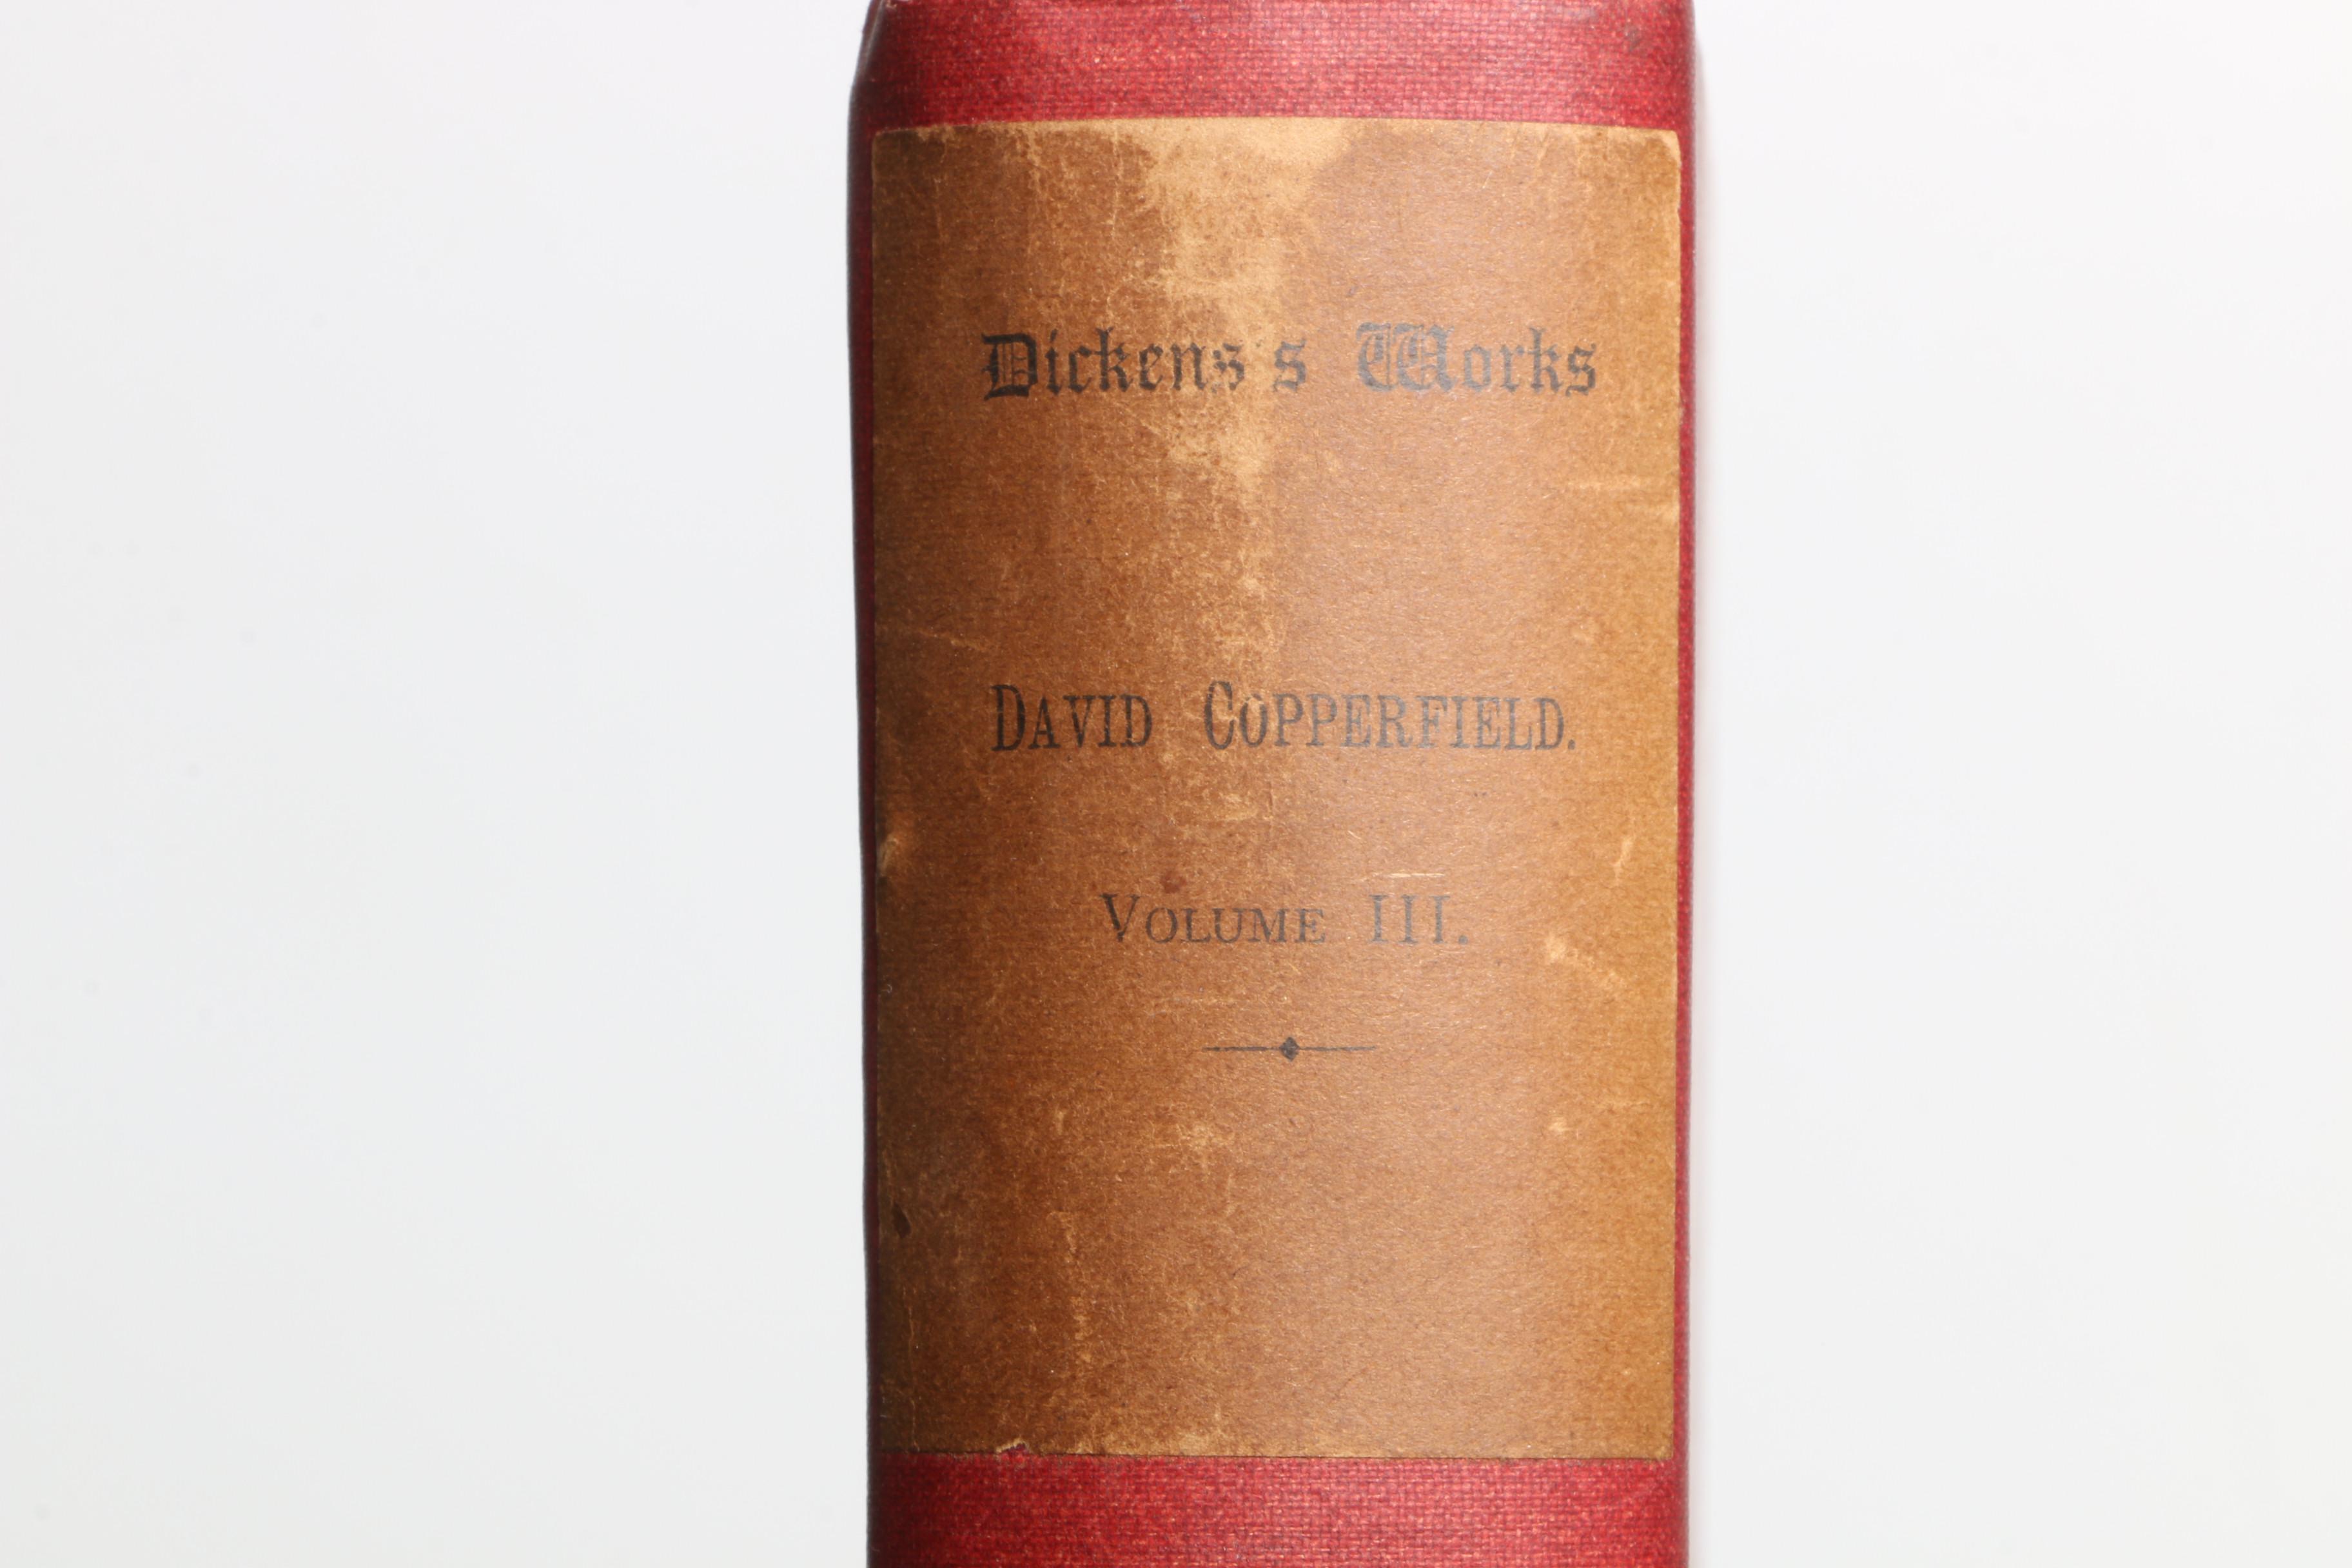 Dickens's Works
DAVID COPPERFIELD.
VOLUME III.